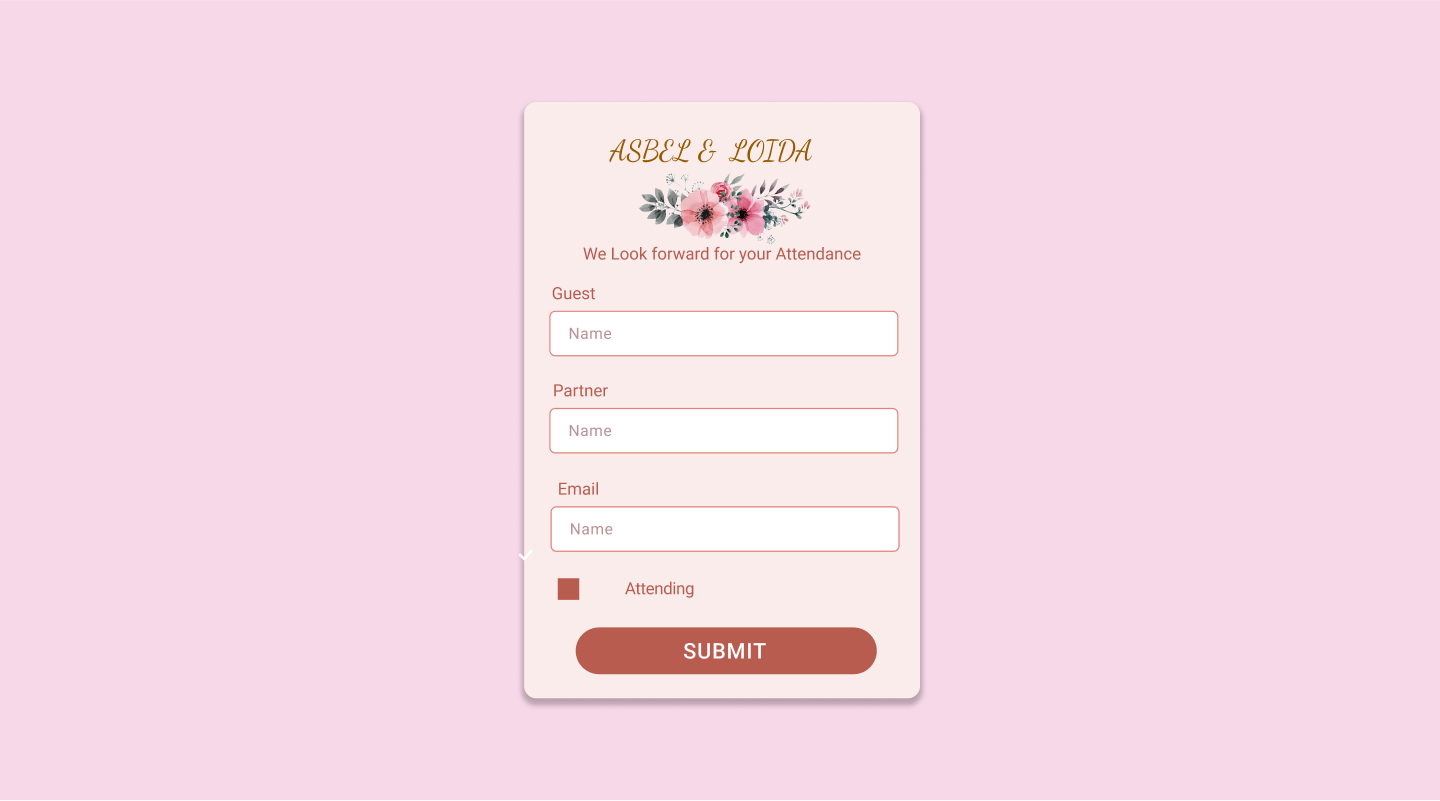 ASBEL & LOIDA
We Look forward for your Attendance
Guest
Name
Partner
Name
Email
Name
Attending
SUBMIT